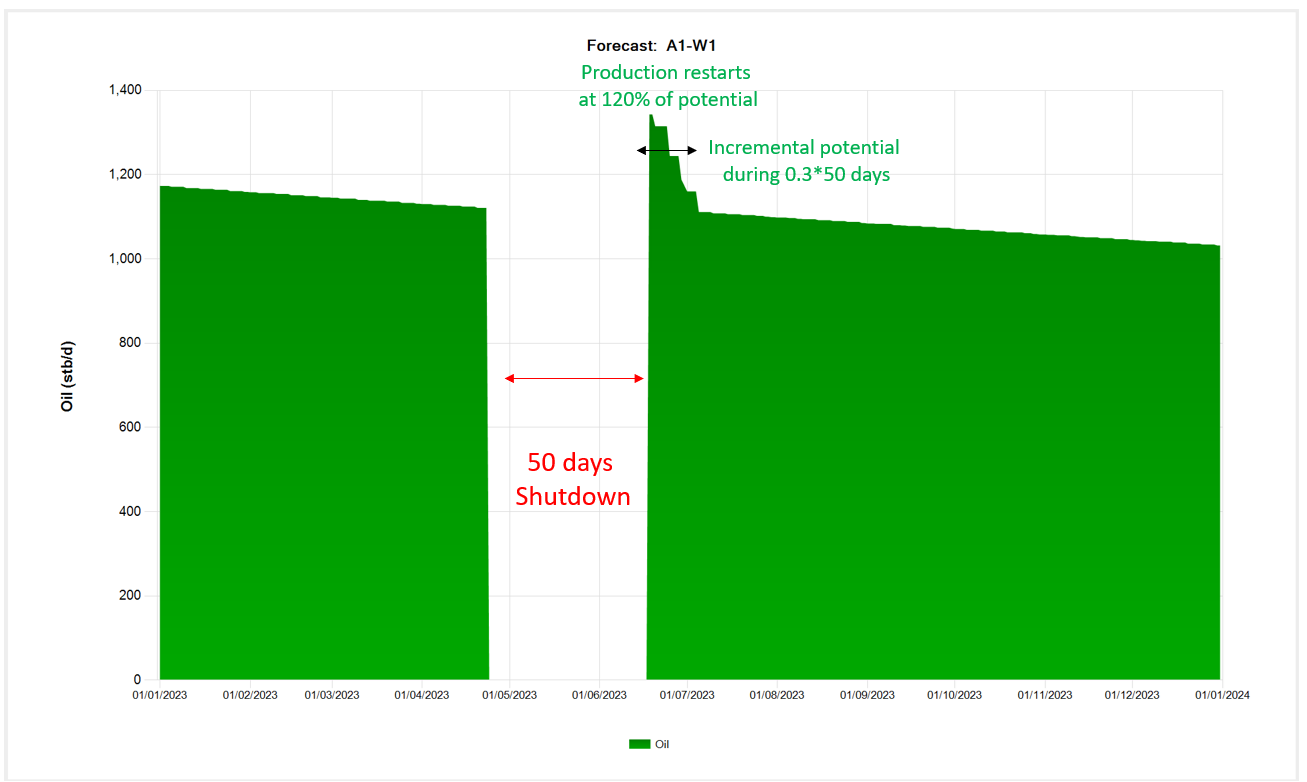 Forecast: A1-W1
Production restarts
at 120% of potential
Incremental potential
during 0.3*50 days
50 days
Shutdown
Oil (stb/d)
1,400
1,200
1,000
800
600
400
200
0
01/01/2023
01/02/2023
01/03/2023
01/04/2023
01/05/2023
01/06/2023
01/07/2023
01/08/2023
01/09/2023
01/10/2023
01/11/2023
01/12/2023
01/01/2024
Oil